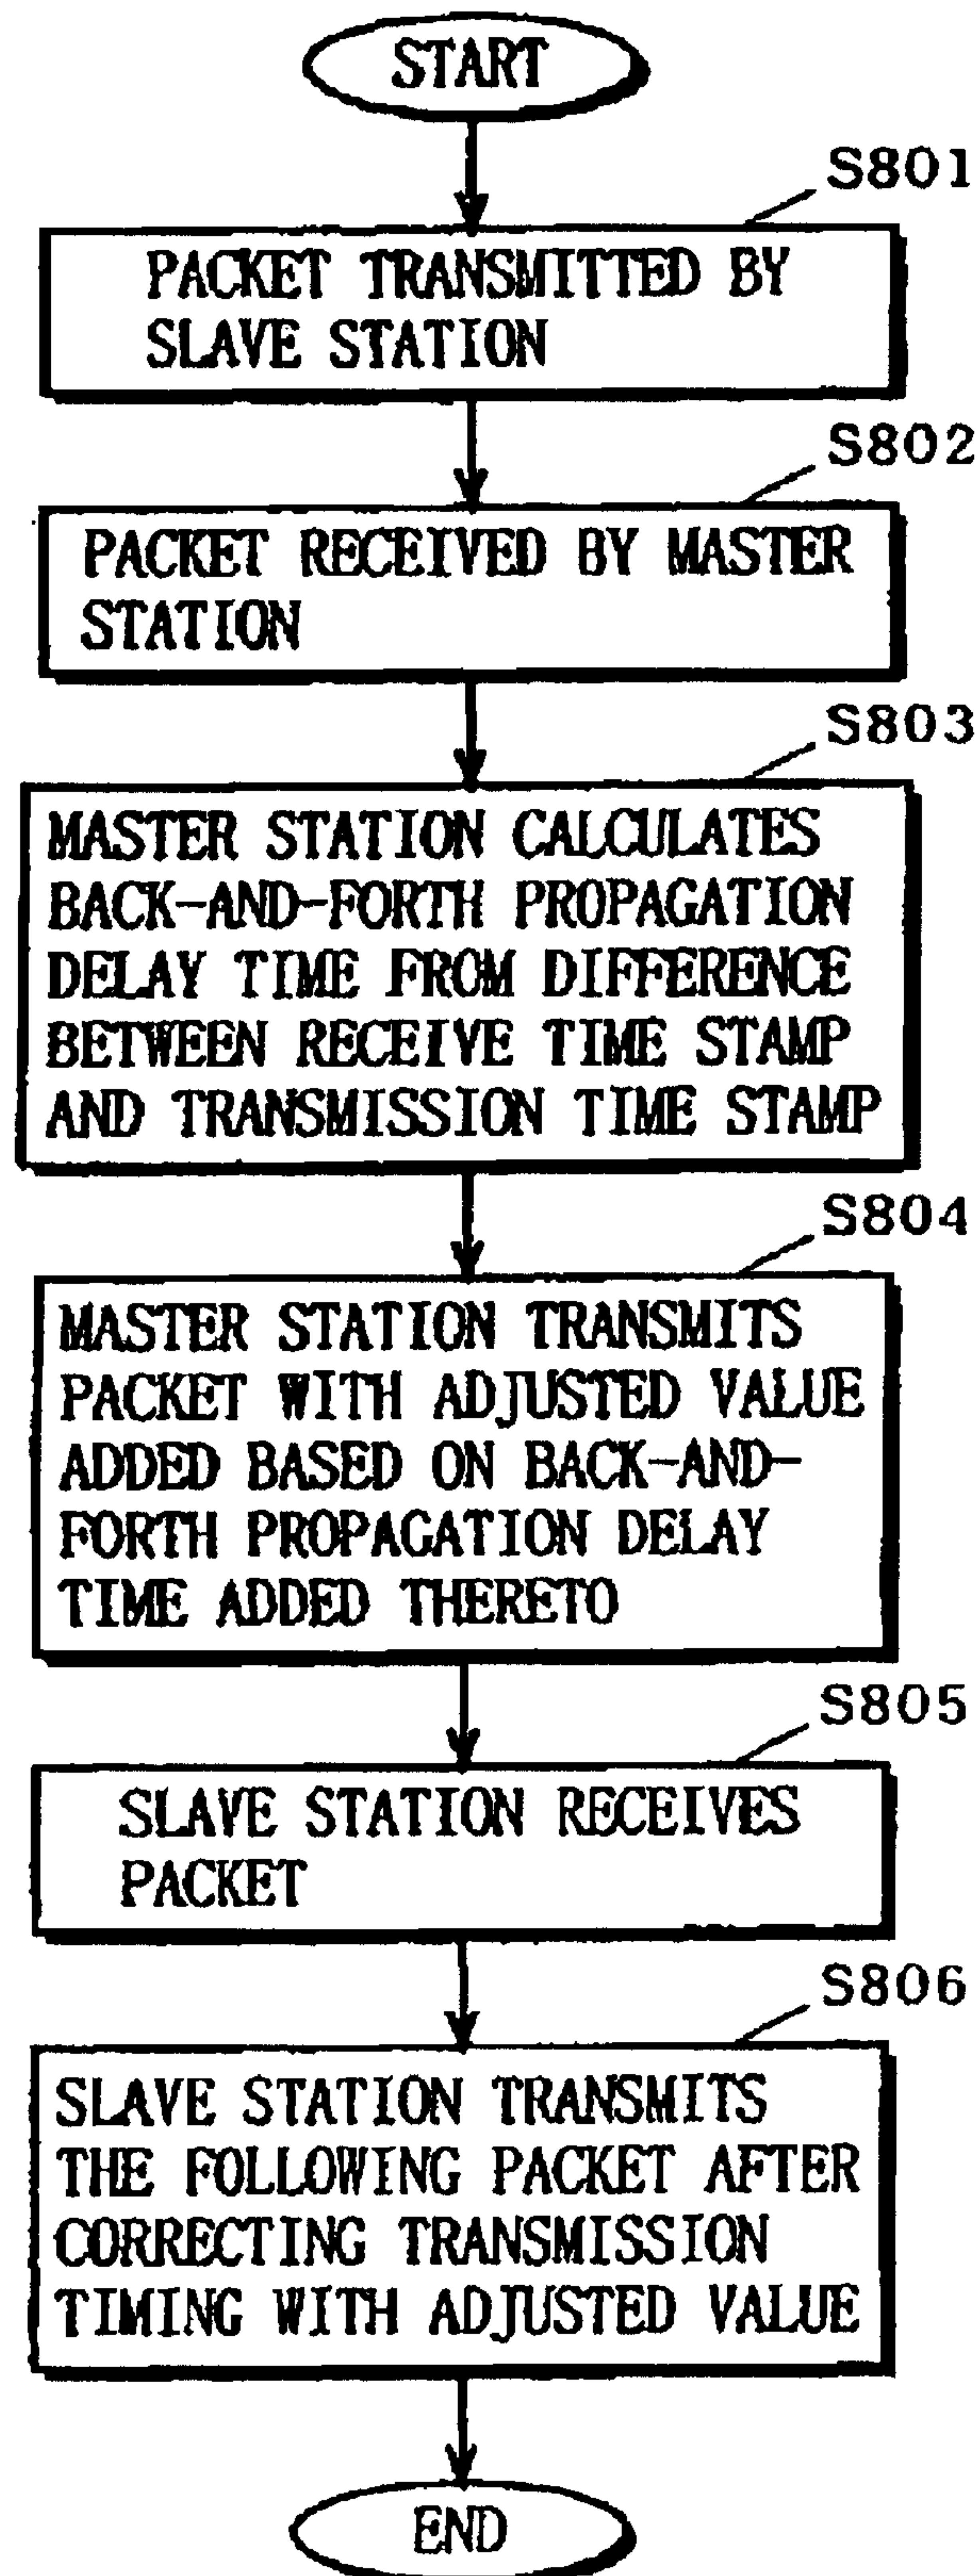 START
S801
PACKET TRANSMITTED BY
SLAVE STATION
S802
PACKET RECEIVED BY MASTER
STATION
S803
MASTER STATION CALCULATES
BACK-AND-FORTH PROPAGATION
DELAY TIME FROM DIFFERENCE
BETWEEN RECEIVE TIME STAMP
AND TRANSMISSION TIME STAMP
S804
MASTER STATION TRANSMITS
PACKET WITH ADJUSTED VALUE
ADDED BASED ON BACK-AND-
FORTH PROPAGATION DELAY
TIME ADDED THERETO
S805
SLAVE STATION RECEIVES
PACKET
S806
SLAVE STATION TRANSMITS
THE FOLLOWING PACKET AFTER
CORRECTING TRANSMISSION
TIMING WITH ADJUSTED VALUE
END